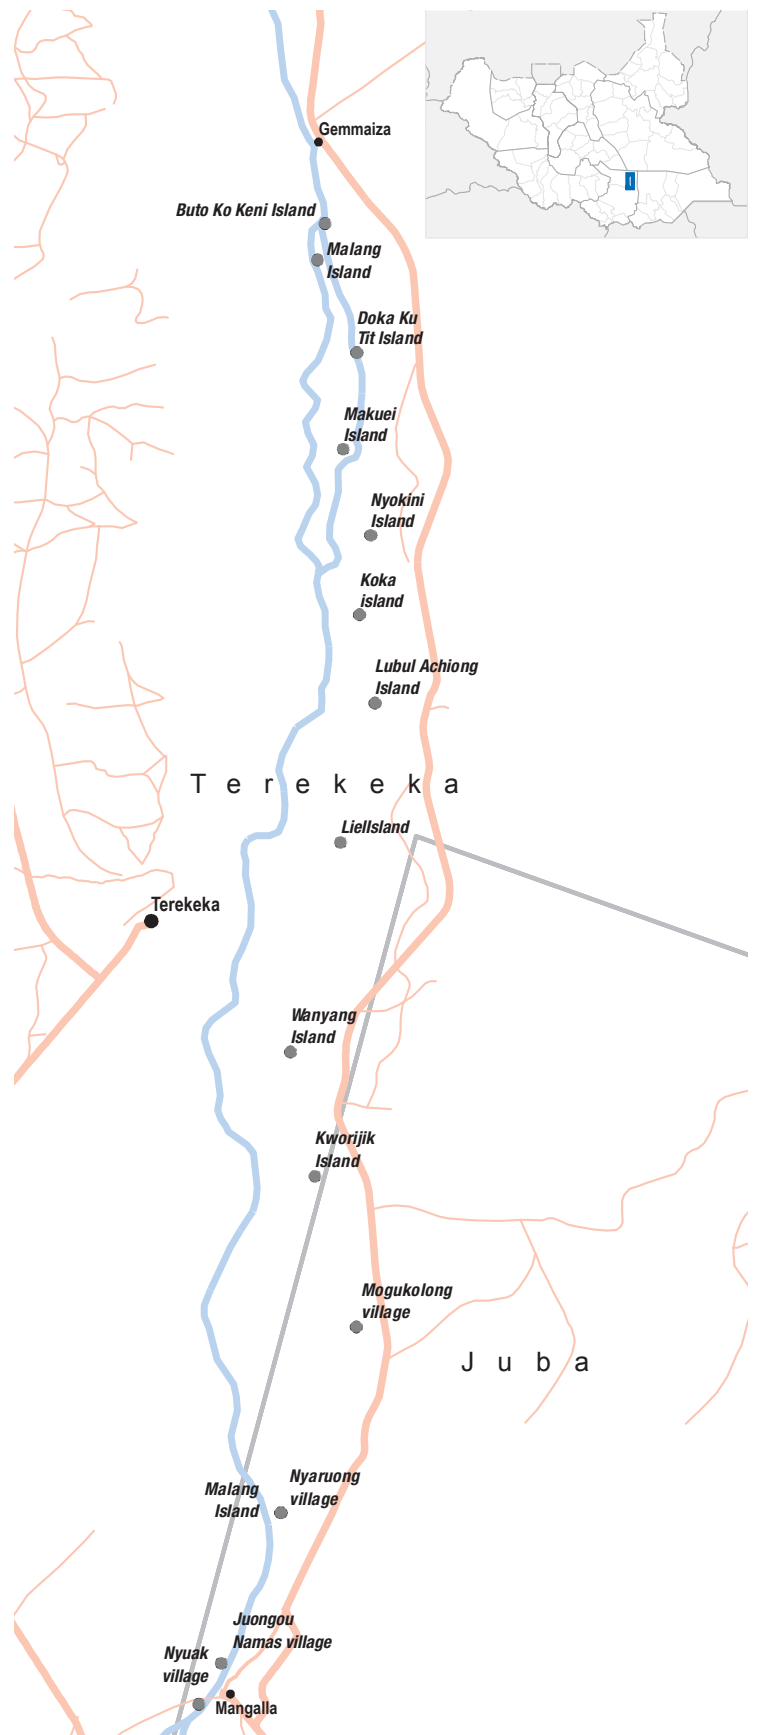 Gemmaiza
Buto Ko Keni Island
Malang
Island
Doka Ku
Tit Island
Makuei
Island
Nyokini
Island
Koka
island
Lubul Achiong
Island
Terekeka
LielIsland
Terekeka
Wanyang
Island
Kworijik
Island
Mogukolong
village
Juba
Nyaruong
village
Malang
Island
Juongou
Namas village
Nyuak
village
Mangalla